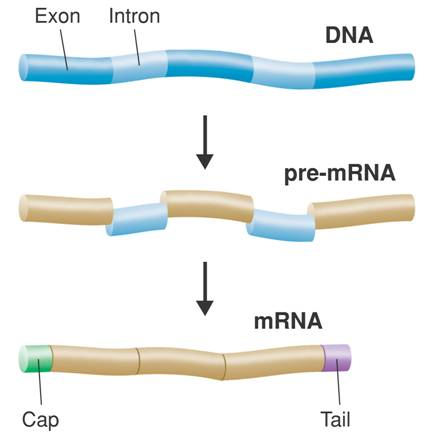 Exon Intron
DNA
pre-mRNA
mRNA
Cap
Tail